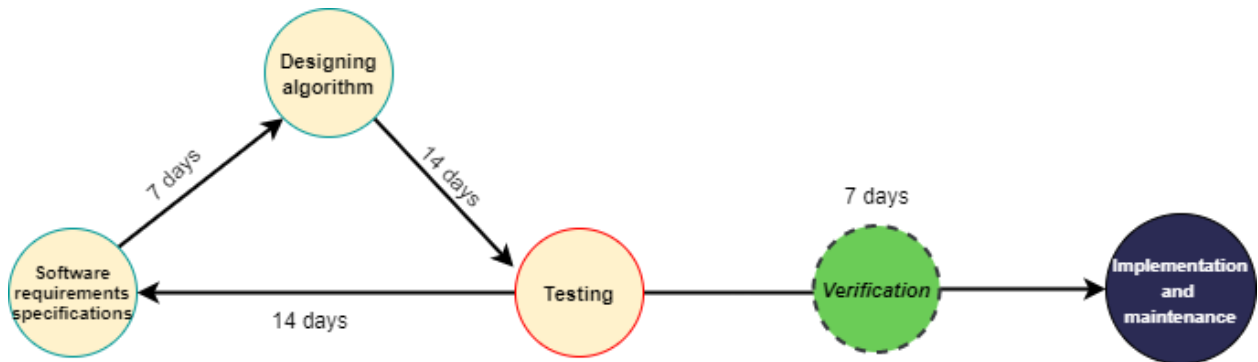 Designing
algorithm
7 days
14 days
7 days
Software
requirements
specifications
Testing
Verification
Implementation
and
maintenance
14 days